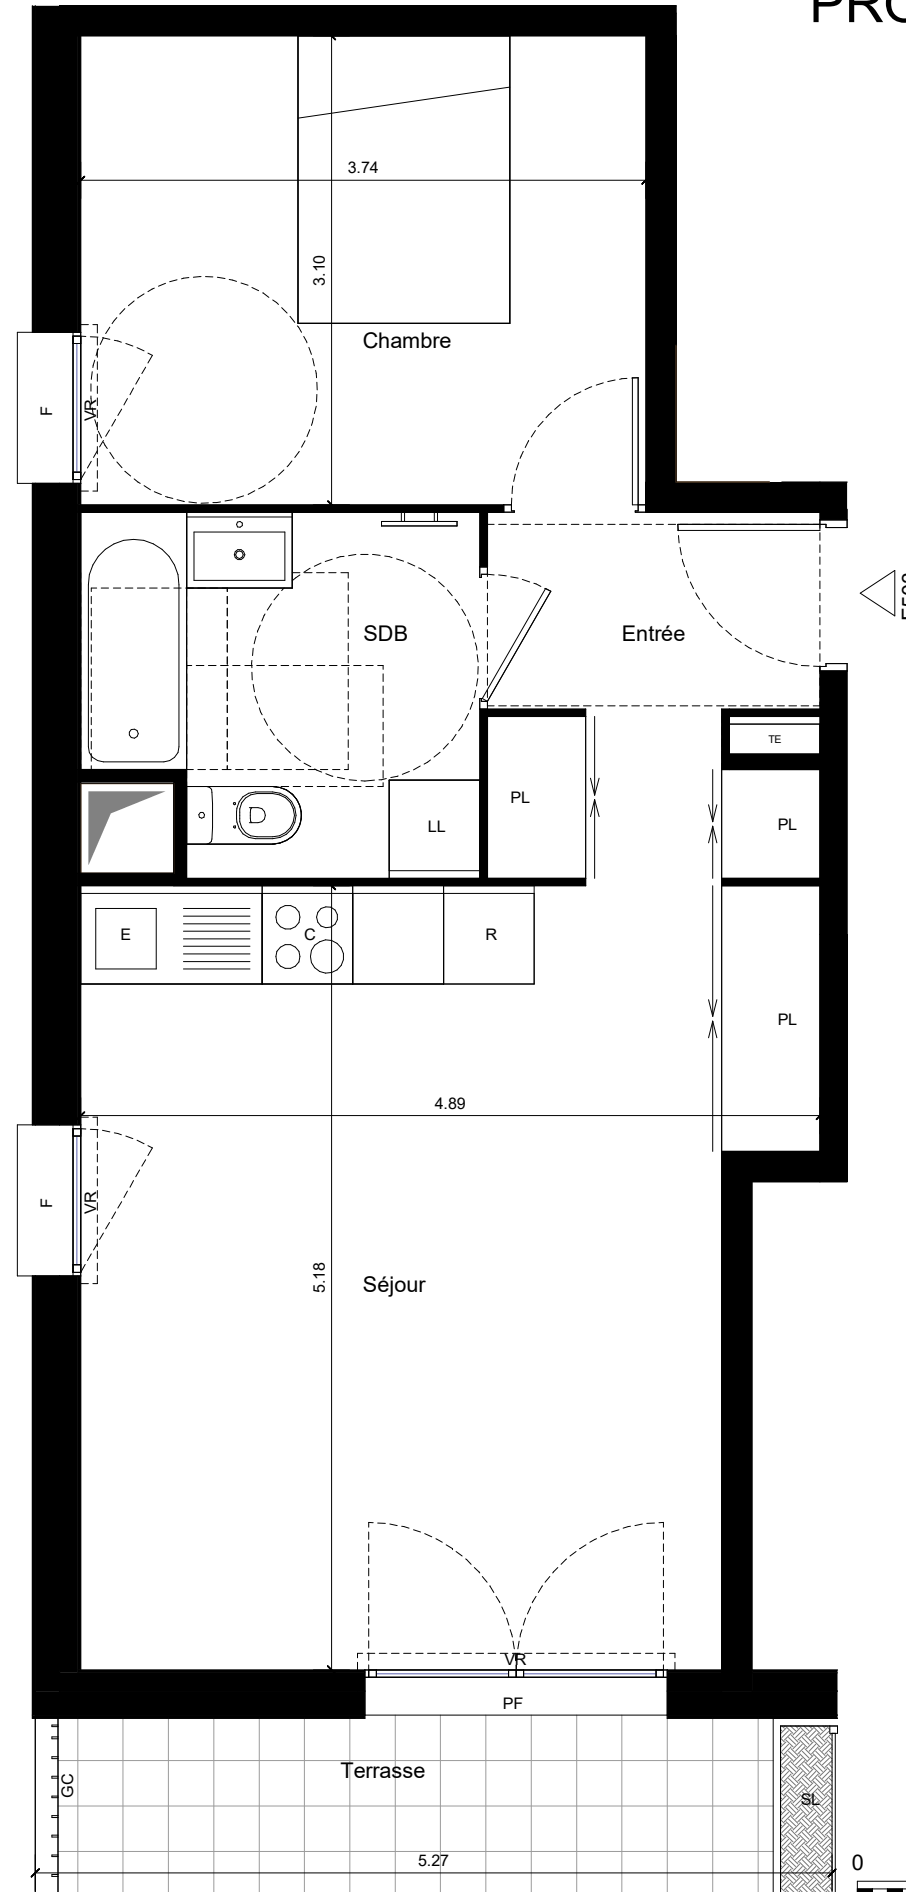 3.74
3.10
Chambre
F
VR
SDB
Entrée
TE
PL
PL
LL
E
C
R
PL
4.89
F
VR
5.18
Séjour
VR
PF
Terrasse
GC
SL
5.27
0